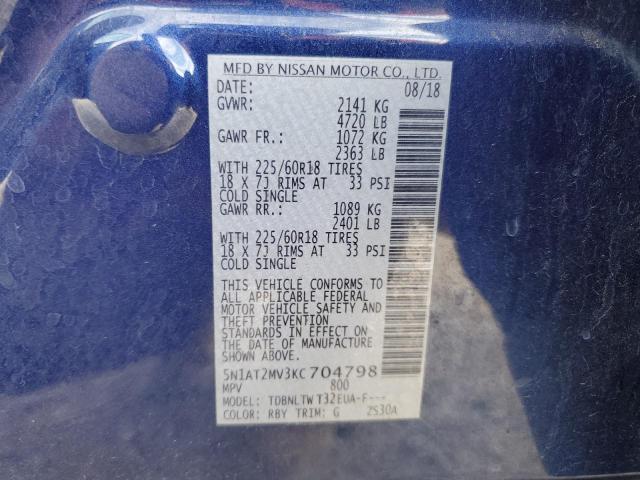 MFD BY NISSAN MOTOR CO., LTD.
DATE: 08/18
GVWR: 2141 KG
4720 LB
GAWR FR.: 1072 KG
2363 LB
WITH 225/60R18 TIRES
18 X 7J RIMS AT 33 PSI
COLD SINGLE
GAWR RR.: 1089 KG
2401 LB
WITH 225/60R18 TIRES
18 X 7J RIMS AT 33 PSI
COLD SINGLE
THIS VEHICLE CONFORMS TO
ALL APPLICABLE FEDERAL
MOTOR VEHICLE SAFETY AND
THEFT PREVENTION
STANDARDS IN EFFECT ON
THE DATE OF MANUFACTURE
SHOWN ABOVE.
5N1AT2MV3KC704798
MPV 800
MODEL: TDBNLTW T32EUA-F---
COLOR: RBY TRIM: G 2S30A